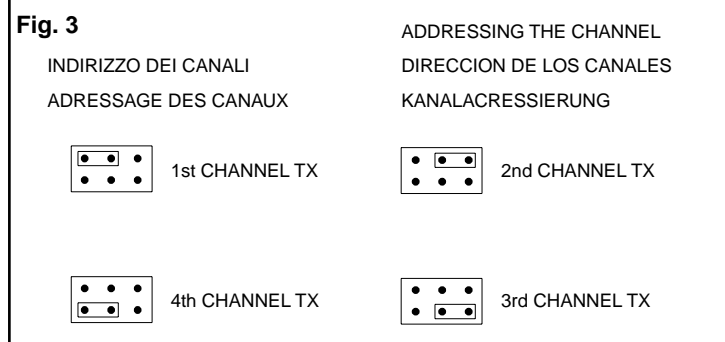 Fig. 3
ADDRESSING THE CHANNEL
INDIRIZZO DEI CANALI
DIRECCION DE LOS CANALES
ADRESSAGE DES CANAUX
KANALACRESSIERUNG
1st CHANNEL TX
2nd CHANNEL TX
4th CHANNEL TX
3rd CHANNEL TX